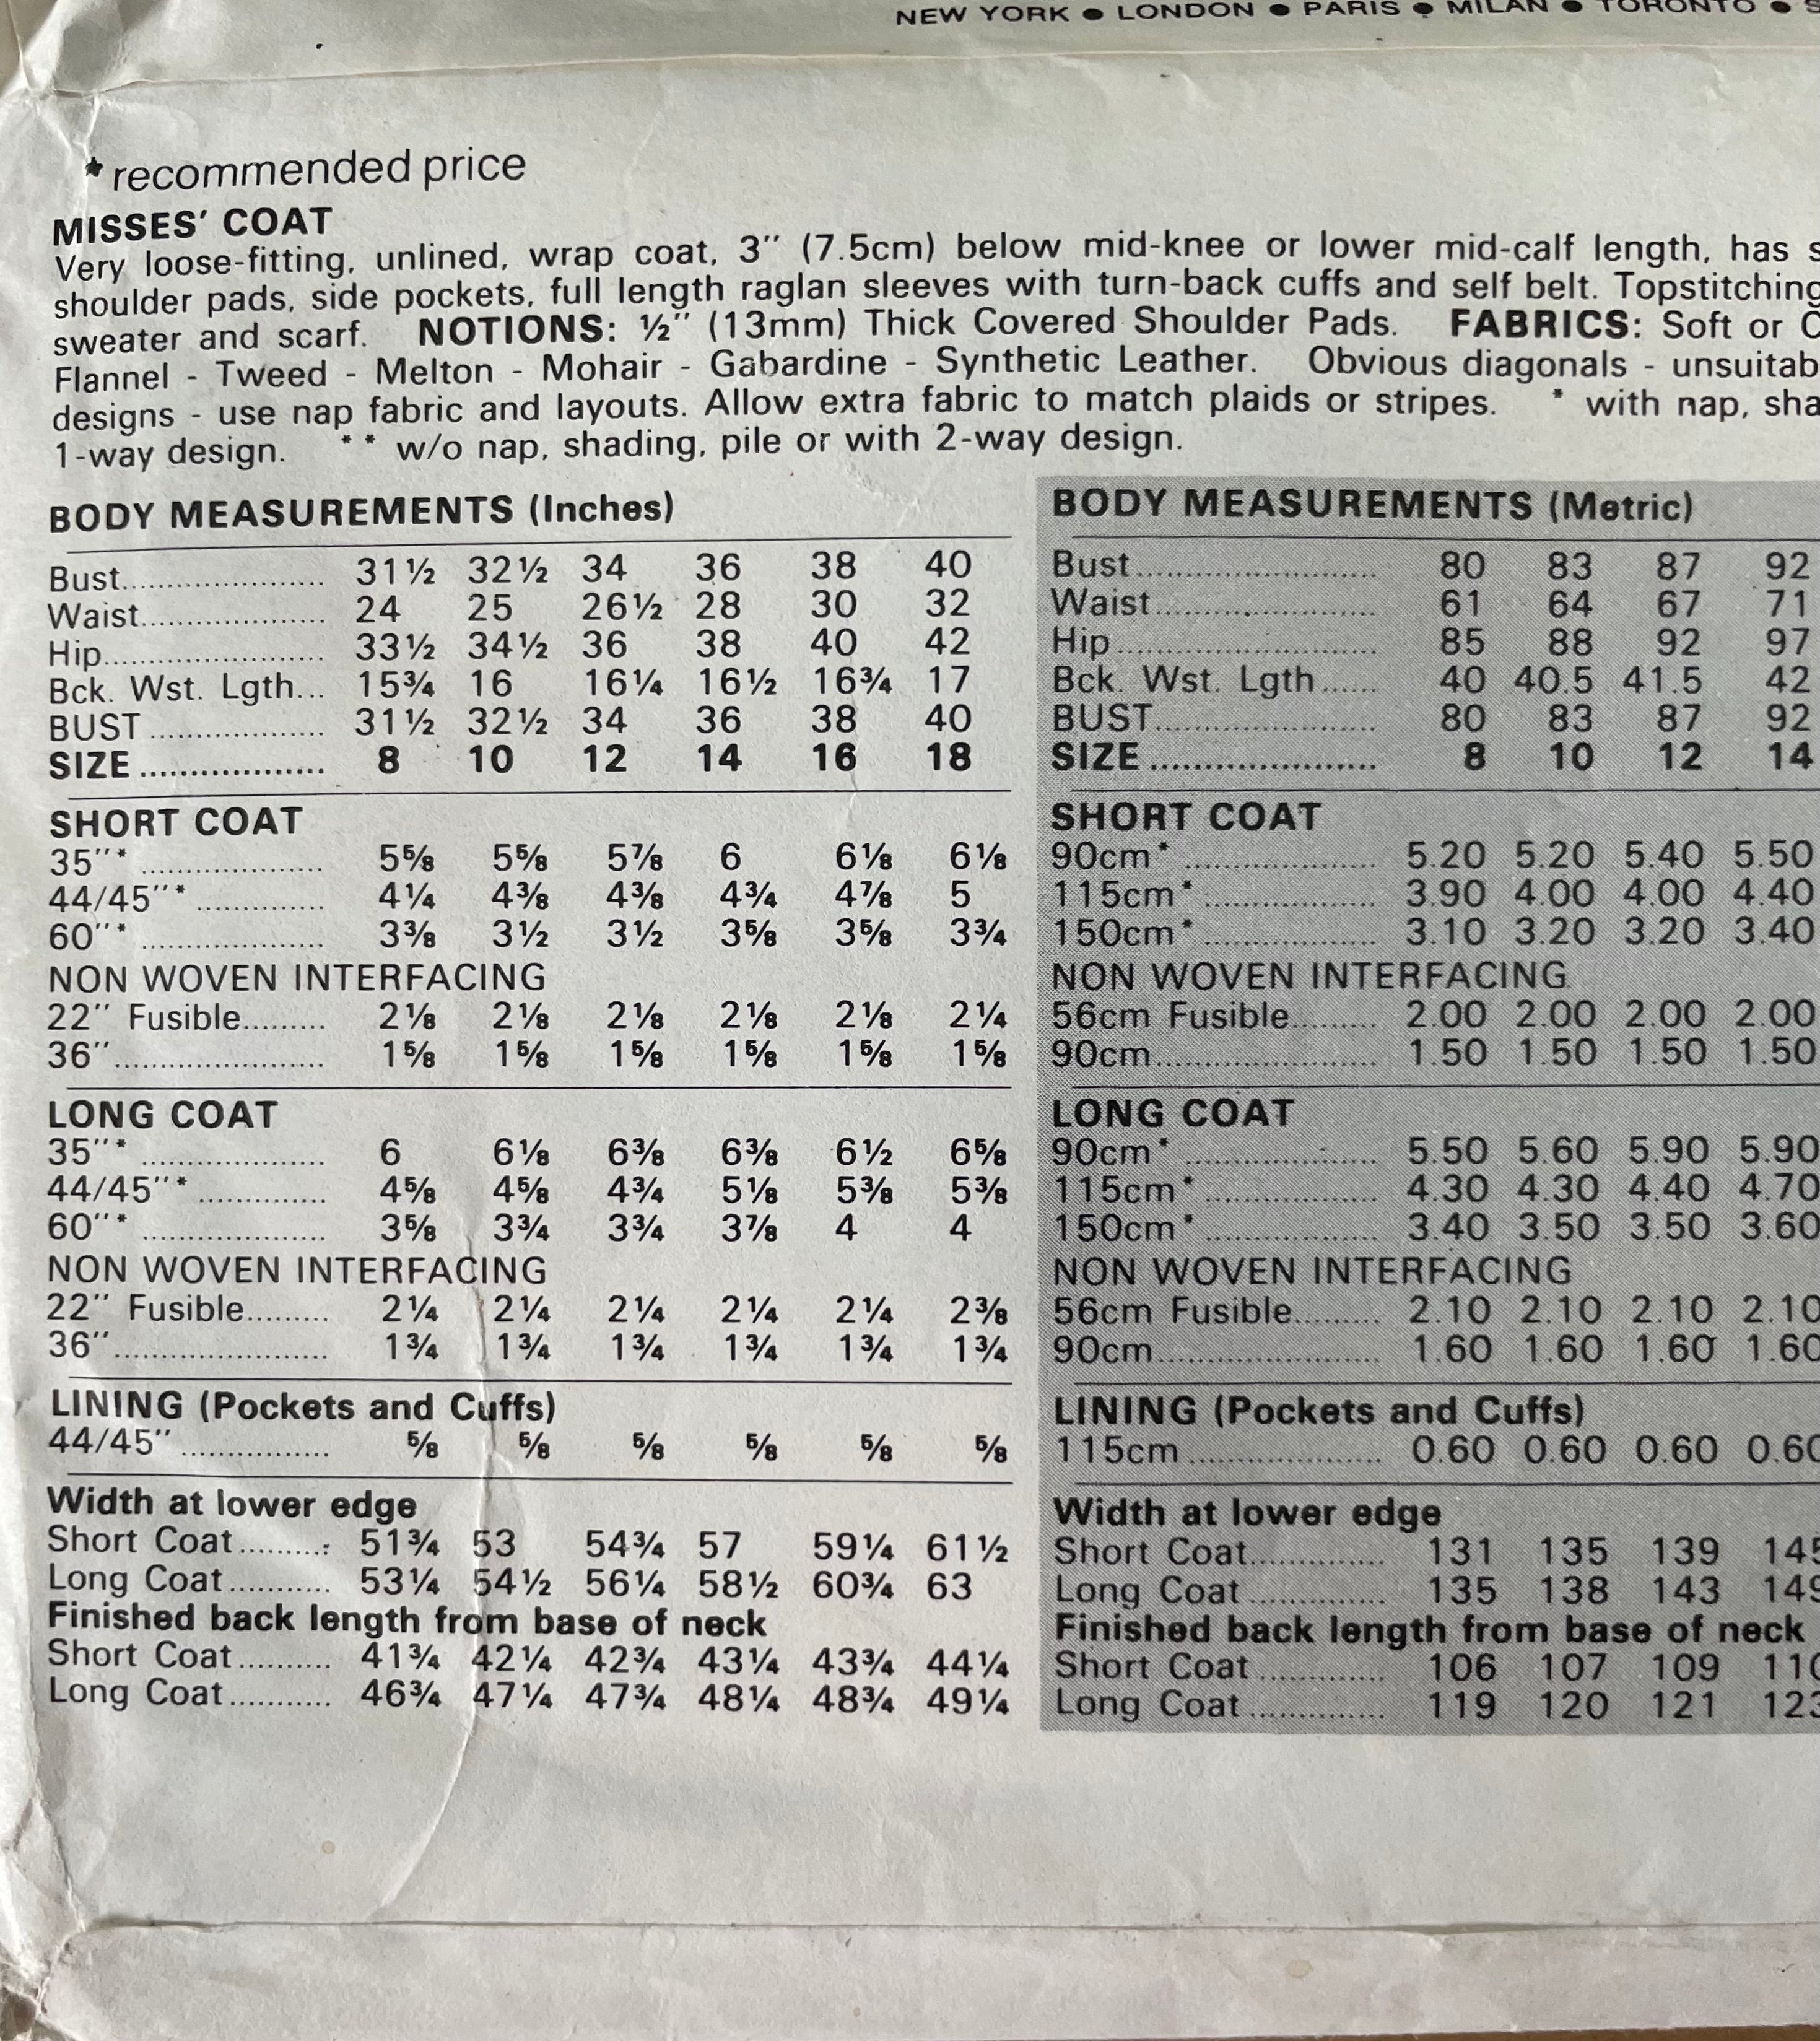 NEW YORK ● LONDON ● PARIS ● MILAN ● TORONTO ●
* recommended price
MISSES' COAT
Very loose-fitting, unlined, wrap coat, 3" (7.5cm) below mid-knee or lower mid-calf length, has
shoulder pads, side pockets, full length raglan sleeves with turn-back cuffs and self belt. Topstitching
sweater and scarf. NOTIONS: ½" (13mm) Thick Covered Shoulder Pads. FABRICS: Soft or
Flannel - Tweed - Melton - Mohair - Gabardine - Synthetic Leather. Obvious diagonals - unsuitab
designs - use nap fabric and layouts. Allow extra fabric to match plaids or stripes. * with nap, sha
1-way design. ** w/o nap, shading, pile or with 2-way design.
BODY MEASUREMENTS (Inches)
Bust 31½ 32½ 34 36 38 40
Waist 24 25 26½ 28 30 32
Hip 33½ 34½ 36 38 40 42
Bck. Wst. Lgth... 15¾ 16 16¼ 16½ 16¾ 17
BUST 31½ 32½ 34 36 38 40
SIZE 8 10 12 14 16 18
SHORT COAT
35"* 5⅝ 5⅝ 5⅞ 6 6⅛ 6⅛
44/45"* 4¼ 4⅜ 4⅜ 4¾ 4⅞ 5
60"* 3⅜ 3½ 3½ 3⅝ 3⅝ 3¾
NON WOVEN INTERFACING
22" Fusible 2⅛ 2⅛ 2⅛ 2⅛ 2⅛ 2¼
36" 1⅝ 1⅝ 1⅝ 1⅝ 1⅝ 1⅝
LONG COAT
35"* 6 6⅛ 6⅜ 6⅜ 6½ 6⅝
44/45"* 4⅝ 4⅝ 4¾ 5⅛ 5⅜ 5⅜
60"* 3⅝ 3¾ 3¾ 3⅞ 4 4
NON WOVEN INTERFACING
22" Fusible 2¼ 2¼ 2¼ 2¼ 2¼ 2⅜
36" 1¾ 1¾ 1¾ 1¾ 1¾ 1¾
LINING (Pockets and Cuffs)
44/45" ⅝ ⅝ ⅝ ⅝ ⅝ ⅝
Width at lower edge
Short Coat 51¾ 53 54¾ 57 59¼ 61½
Long Coat 53¼ 54½ 56¼ 58½ 60¾ 63
Finished back length from base of neck
Short Coat 41¾ 42¼ 42¾ 43¼ 43¾ 44¼
Long Coat 46¾ 47¼ 47¾ 48¼ 48¾ 49¼
BODY MEASUREMENTS (Metric)
Bust 80 83 87 92
Waist 61 64 67 71
Hip 85 88 92 97
Bck. Wst. Lgth 40 40.5 41.5 42
BUST 80 83 87 92
SIZE 8 10 12 14
SHORT COAT
90cm* 5.20 5.20 5.40 5.50
115cm* 3.90 4.00 4.00 4.40
150cm* 3.10 3.20 3.20 3.40
NON WOVEN INTERFACING
56cm Fusible 2.00 2.00 2.00 2.00
90cm 1.50 1.50 1.50 1.50
LONG COAT
90cm* 5.50 5.60 5.90 5.90
115cm* 4.30 4.30 4.40 4.70
150cm* 3.40 3.50 3.50 3.60
NON WOVEN INTERFACING
56cm Fusible 2.10 2.10 2.10 2.10
90cm 1.60 1.60 1.60 1.60
LINING (Pockets and Cuffs)
115cm 0.60 0.60 0.60 0.60
Width at lower edge
Short Coat 131 135 139 145
Long Coat 135 138 143 149
Finished back length from base of neck
Short Coat 106 107 109 110
Long Coat 119 120 121 123